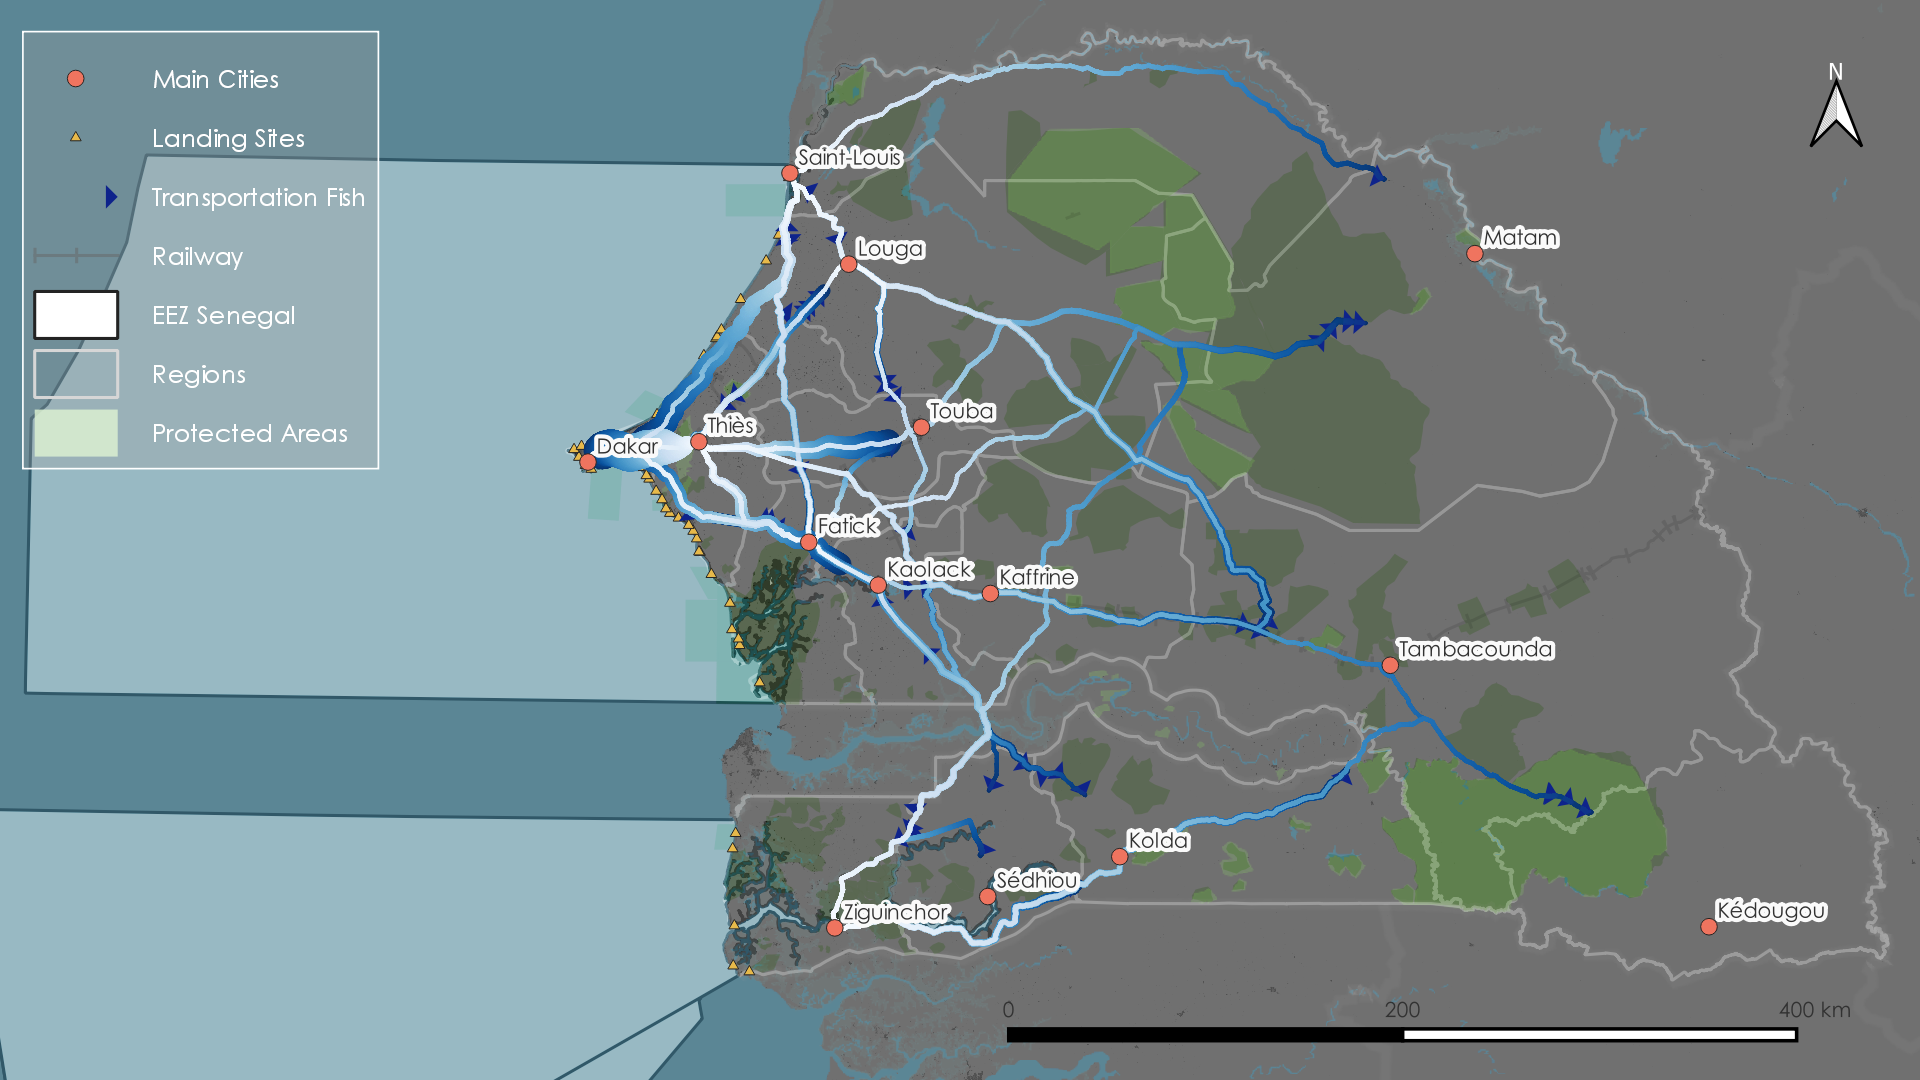 Main Cities
Landing Sites
Transportation Fish
Railway
EEZ Senegal
Regions
Protected Areas
N
Saint-Louis
Matam
Louga
Touba
Thiès
Dakar
Fatick
Kaolack
Kaffrine
Tambacounda
Kolda
Sédhiou
Ziguinchor
Kédougou
0 200 400 km